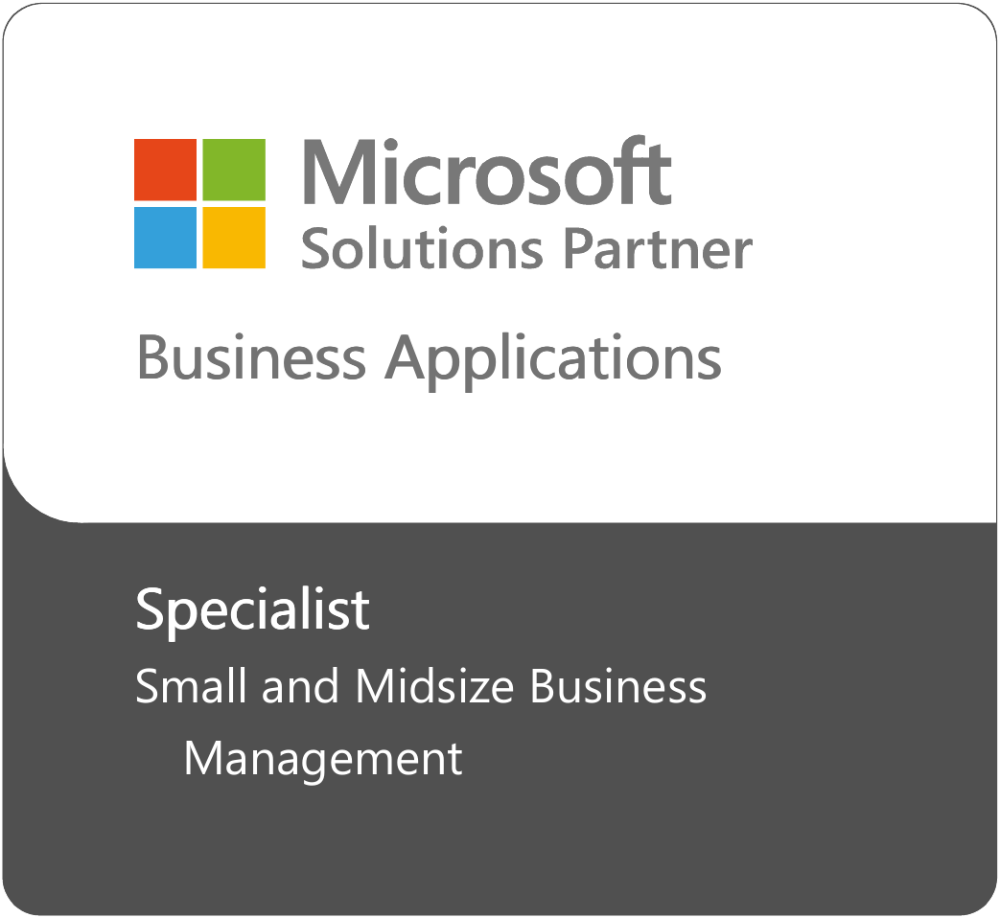 Microsoft
Solutions Partner
Business Applications
Specialist
Small and Midsize Business
Management